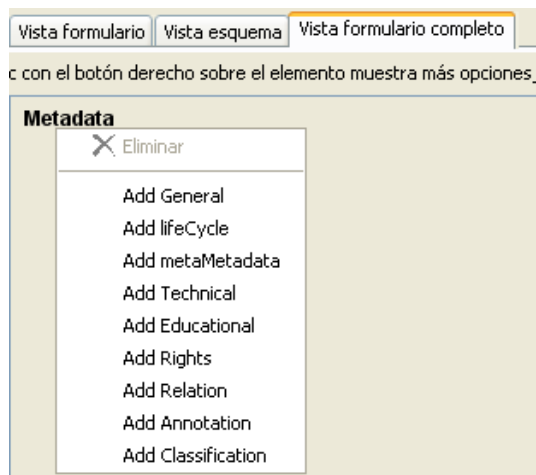 Vista formulario Vista esquema Vista formulario completo
c con el botón derecho sobre el elemento muestra más opciones_
Metadata
Eliminar
Add General
Add lifeCycle
Add metaMetadata
Add Technical
Add Educational
Add Rights
Add Relation
Add Annotation
Add Classification